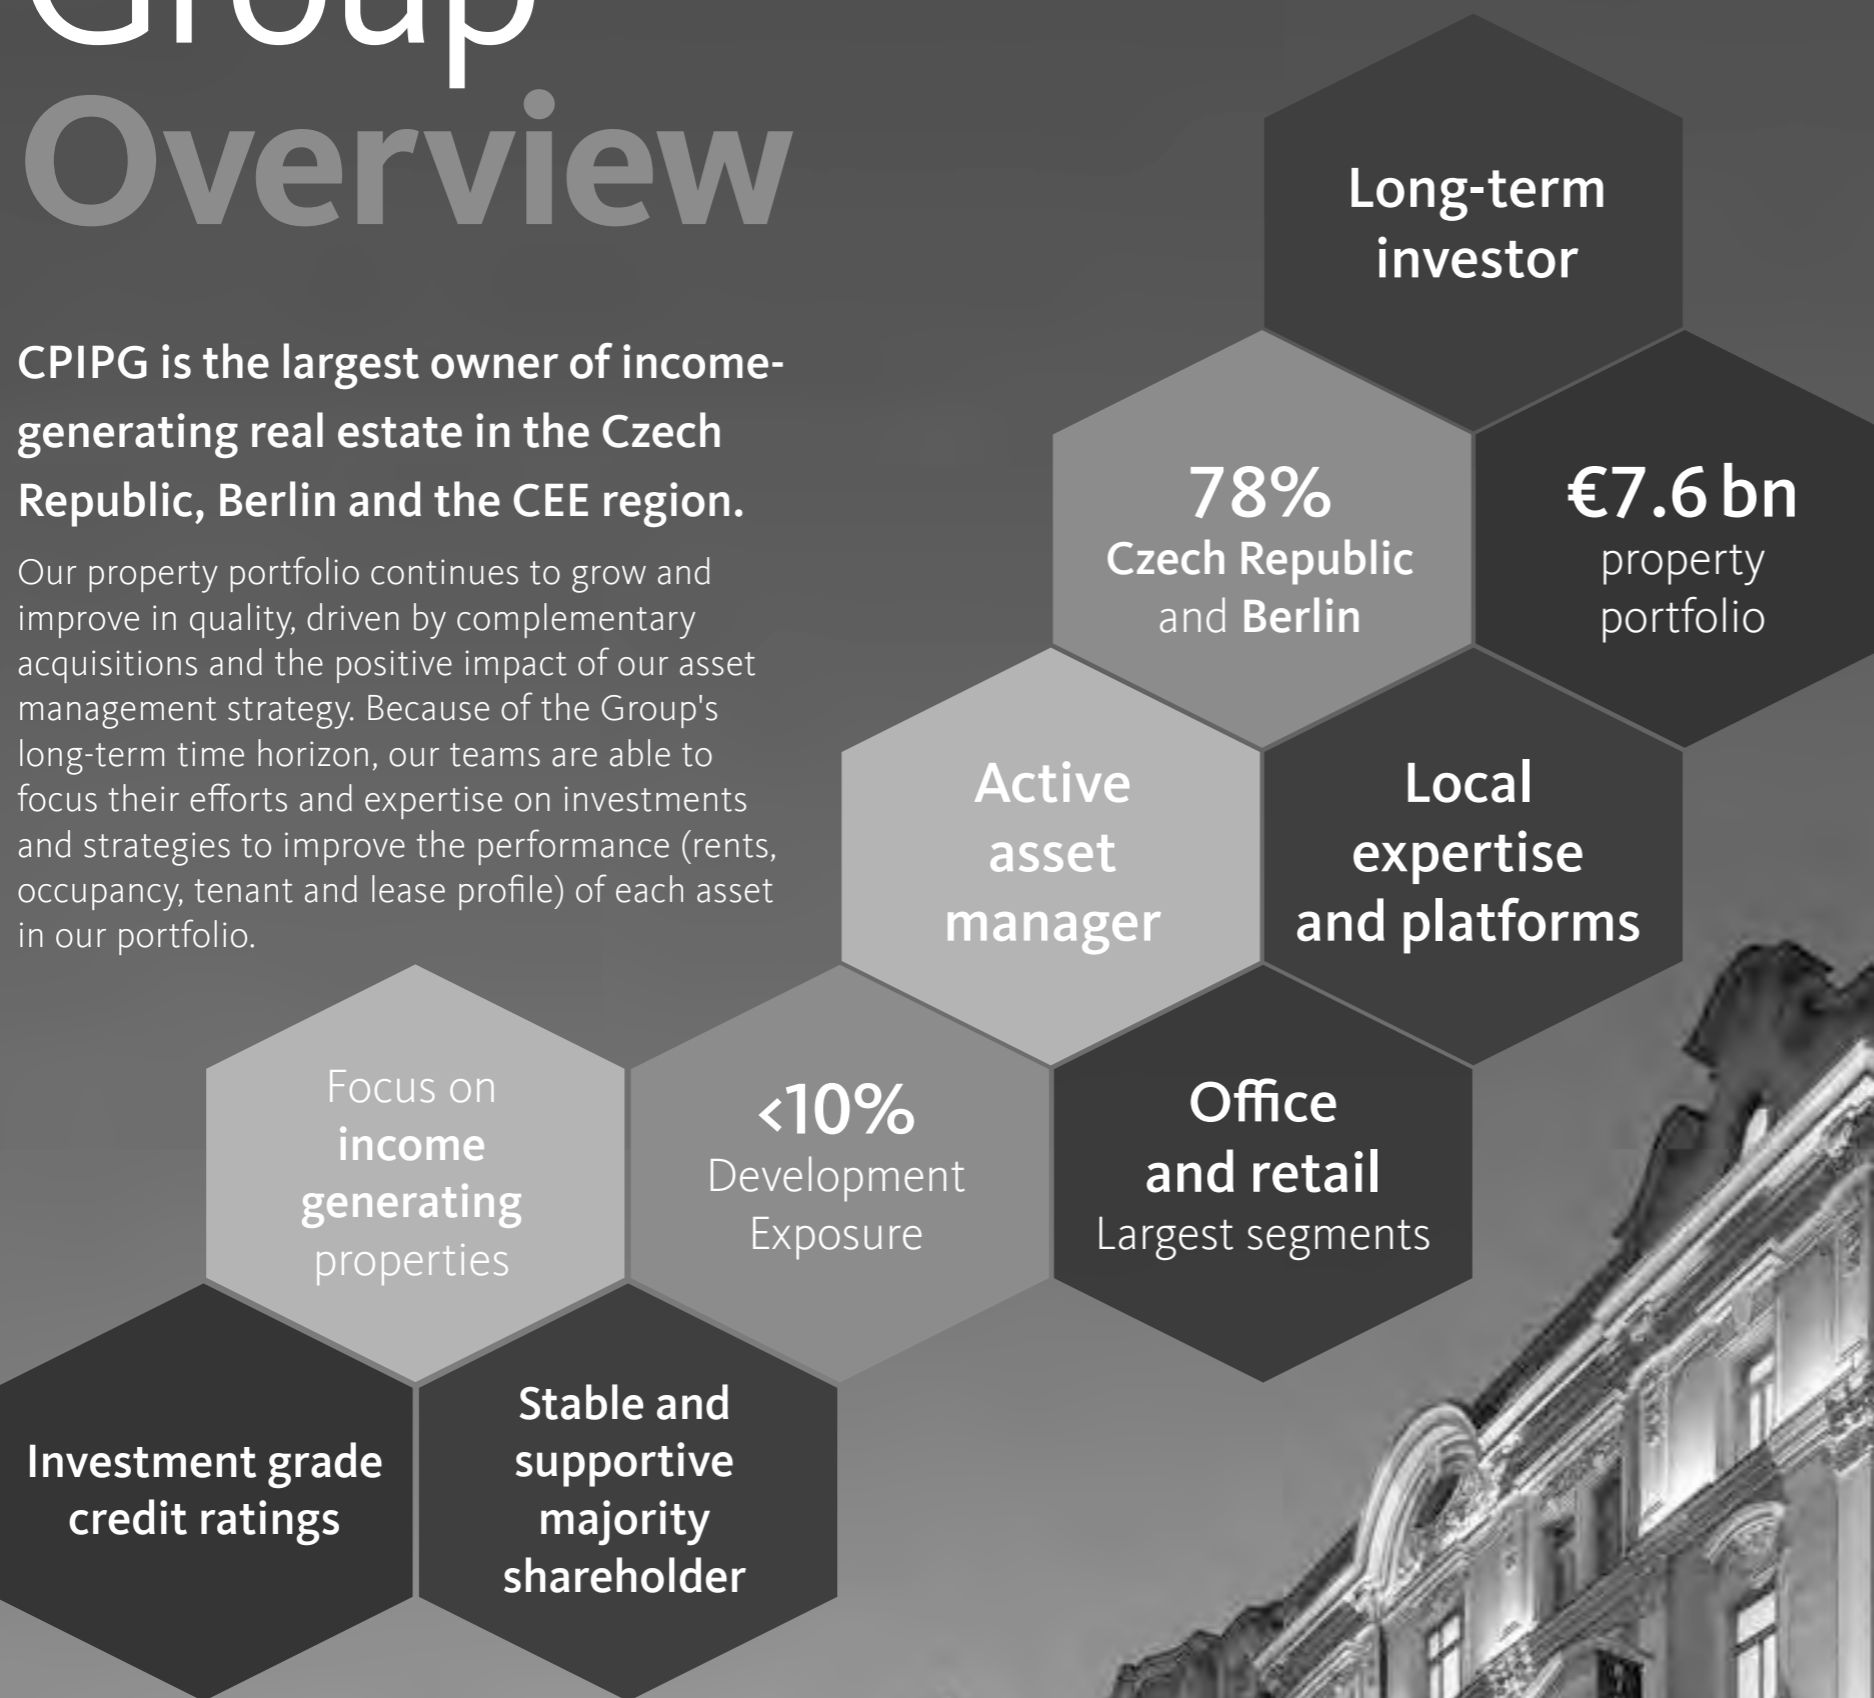 Group
Overview
CPIPG is the largest owner of income-
generating real estate in the Czech
Republic, Berlin and the CEE region.
Our property portfolio continues to grow and
improve in quality, driven by complementary
acquisitions and the positive impact of our asset
management strategy. Because of the Group's
long-term time horizon, our teams are able to
focus their efforts and expertise on investments
and strategies to improve the performance (rents,
occupancy, tenant and lease profile) of each asset
in our portfolio.
Long-term
investor
78%
Czech Republic
and Berlin
€7.6 bn
property
portfolio
Active
asset
manager
Local
expertise
and platforms
Focus on
income
generating
properties
<10%
Development
Exposure
Office
and retail
Largest segments
Investment grade
credit ratings
Stable and
supportive
majority
shareholder